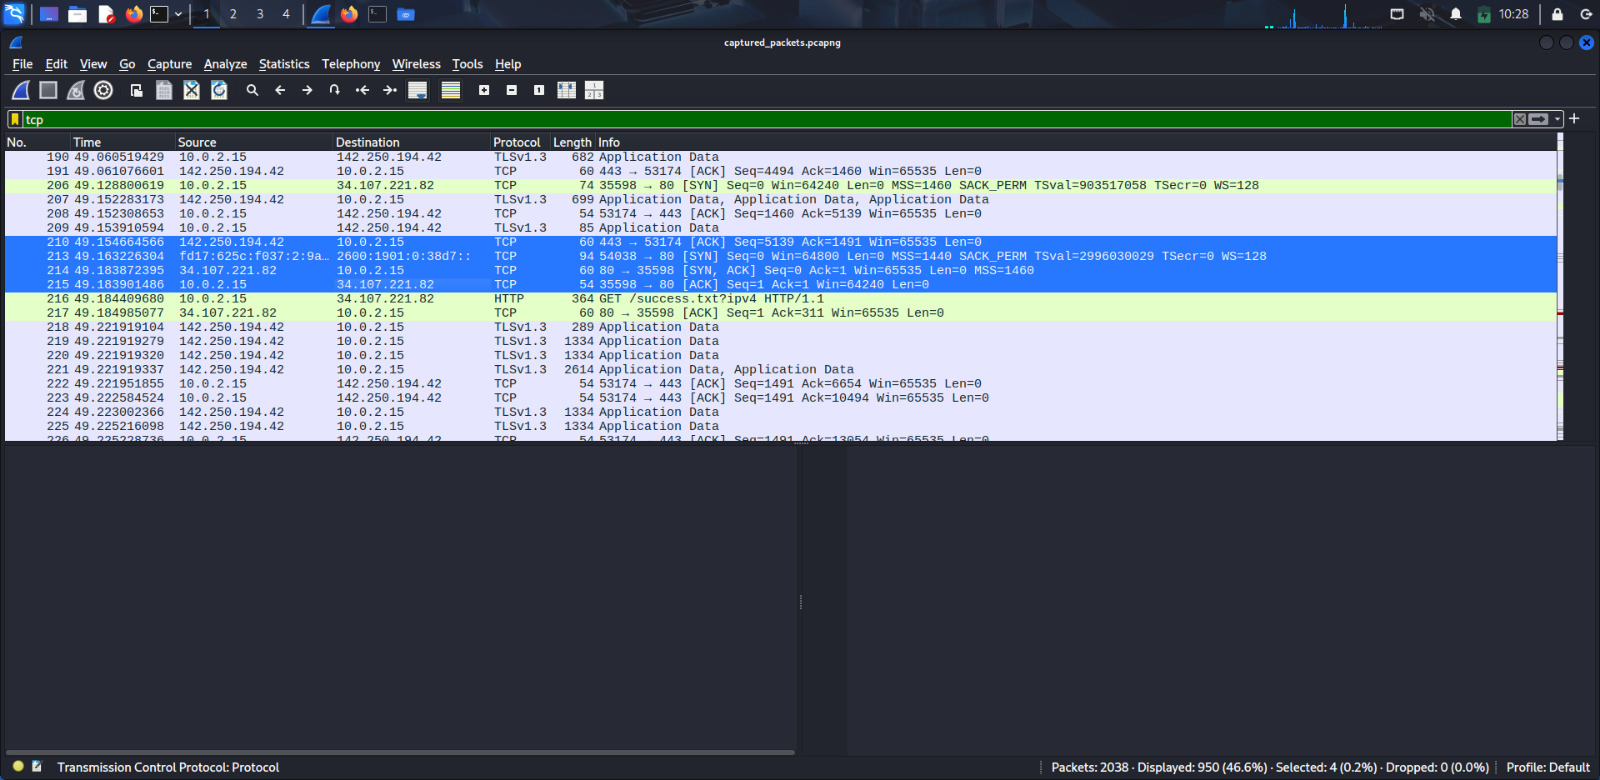 1 2 3 4 10:28
captured_packets.pcapng
File Edit View Go Capture Analyze Statistics Telephony Wireless Tools Help
tcp
No. Time Source Destination Protocol Length Info
190 49.060519429 10.0.2.15 142.250.194.42 TLSv1.3 682 Application Data
191 49.061076601 142.250.194.42 10.0.2.15 TCP 60 443 → 53174 [ACK] Seq=4494 Ack=1460 Win=65535 Len=0
206 49.128800619 10.0.2.15 34.107.221.82 TCP 74 35598 → 80 [SYN] Seq=0 Win=64240 Len=0 MSS=1460 SACK_PERM TSval=903517058 TSecr=0 WS=128
207 49.152283173 142.250.194.42 10.0.2.15 TLSv1.3 699 Application Data, Application Data, Application Data
208 49.152308653 10.0.2.15 142.250.194.42 TCP 54 53174 → 443 [ACK] Seq=1460 Ack=5139 Win=65535 Len=0
209 49.153910594 10.0.2.15 142.250.194.42 TLSv1.3 85 Application Data
210 49.154664566 142.250.194.42 10.0.2.15 TCP 60 443 → 53174 [ACK] Seq=5139 Ack=1491 Win=65535 Len=0
213 49.163226304 fd17:625c:f037:2:9a… 2600:1901:0:38d7:: TCP 94 54038 → 80 [SYN] Seq=0 Win=64800 Len=0 MSS=1440 SACK_PERM TSval=2996030029 TSecr=0 WS=128
214 49.183872395 34.107.221.82 10.0.2.15 TCP 60 80 → 35598 [SYN, ACK] Seq=0 Ack=1 Win=65535 Len=0 MSS=1460
215 49.183901486 10.0.2.15 34.107.221.82 TCP 54 35598 → 80 [ACK] Seq=1 Ack=1 Win=64240 Len=0
216 49.184409680 10.0.2.15 34.107.221.82 HTTP 364 GET /success.txt?ipv4 HTTP/1.1
217 49.184985077 34.107.221.82 10.0.2.15 TCP 60 80 → 35598 [ACK] Seq=1 Ack=311 Win=65535 Len=0
218 49.221919104 142.250.194.42 10.0.2.15 TLSv1.3 289 Application Data
219 49.221919279 142.250.194.42 10.0.2.15 TLSv1.3 1334 Application Data
220 49.221919320 142.250.194.42 10.0.2.15 TLSv1.3 1334 Application Data
221 49.221919337 142.250.194.42 10.0.2.15 TLSv1.3 2614 Application Data, Application Data
222 49.221951855 10.0.2.15 142.250.194.42 TCP 54 53174 → 443 [ACK] Seq=1491 Ack=6654 Win=65535 Len=0
223 49.222584524 10.0.2.15 142.250.194.42 TCP 54 53174 → 443 [ACK] Seq=1491 Ack=10494 Win=65535 Len=0
224 49.223002366 142.250.194.42 10.0.2.15 TLSv1.3 1334 Application Data
225 49.225216098 142.250.194.42 10.0.2.15 TLSv1.3 1334 Application Data
226 49.225228736 10.0.2.15 142.250.194.42 TCP 54 53174 → 443 [ACK] Seq=1491 Ack=13054 Win=65535 Len=0
Transmission Control Protocol: Protocol Packets: 2038 · Displayed: 950 (46.6%) · Selected: 4 (0.2%) · Dropped: 0 (0.0%) Profile: Default